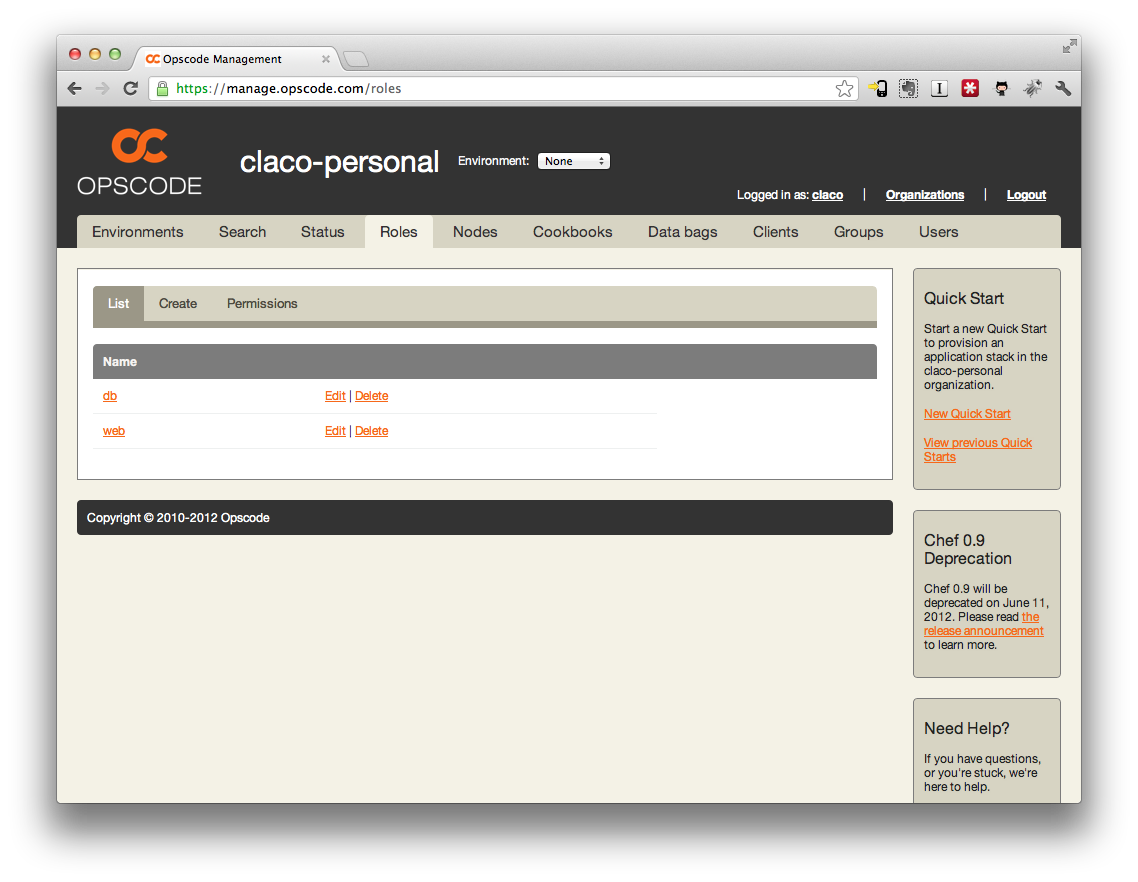 Opscode Management
https://manage.opscode.com/roles
OPSCODE
claco-personal
Environment: None
Logged in as: claco | Organizations | Logout
Environments Search Status Roles Nodes Cookbooks Data bags Clients Groups Users
List Create Permissions
Name
db Edit | Delete
web Edit | Delete
Copyright © 2010-2012 Opscode
Quick Start
Start a new Quick Start
to provision an
application stack in the
claco-personal
organization.
New Quick Start
View previous Quick
Starts
Chef 0.9
Deprecation
Chef 0.9 will be
deprecated on June 11,
2012. Please read the
release announcement
to learn more.
Need Help?
If you have questions,
or you're stuck, we're
here to help.